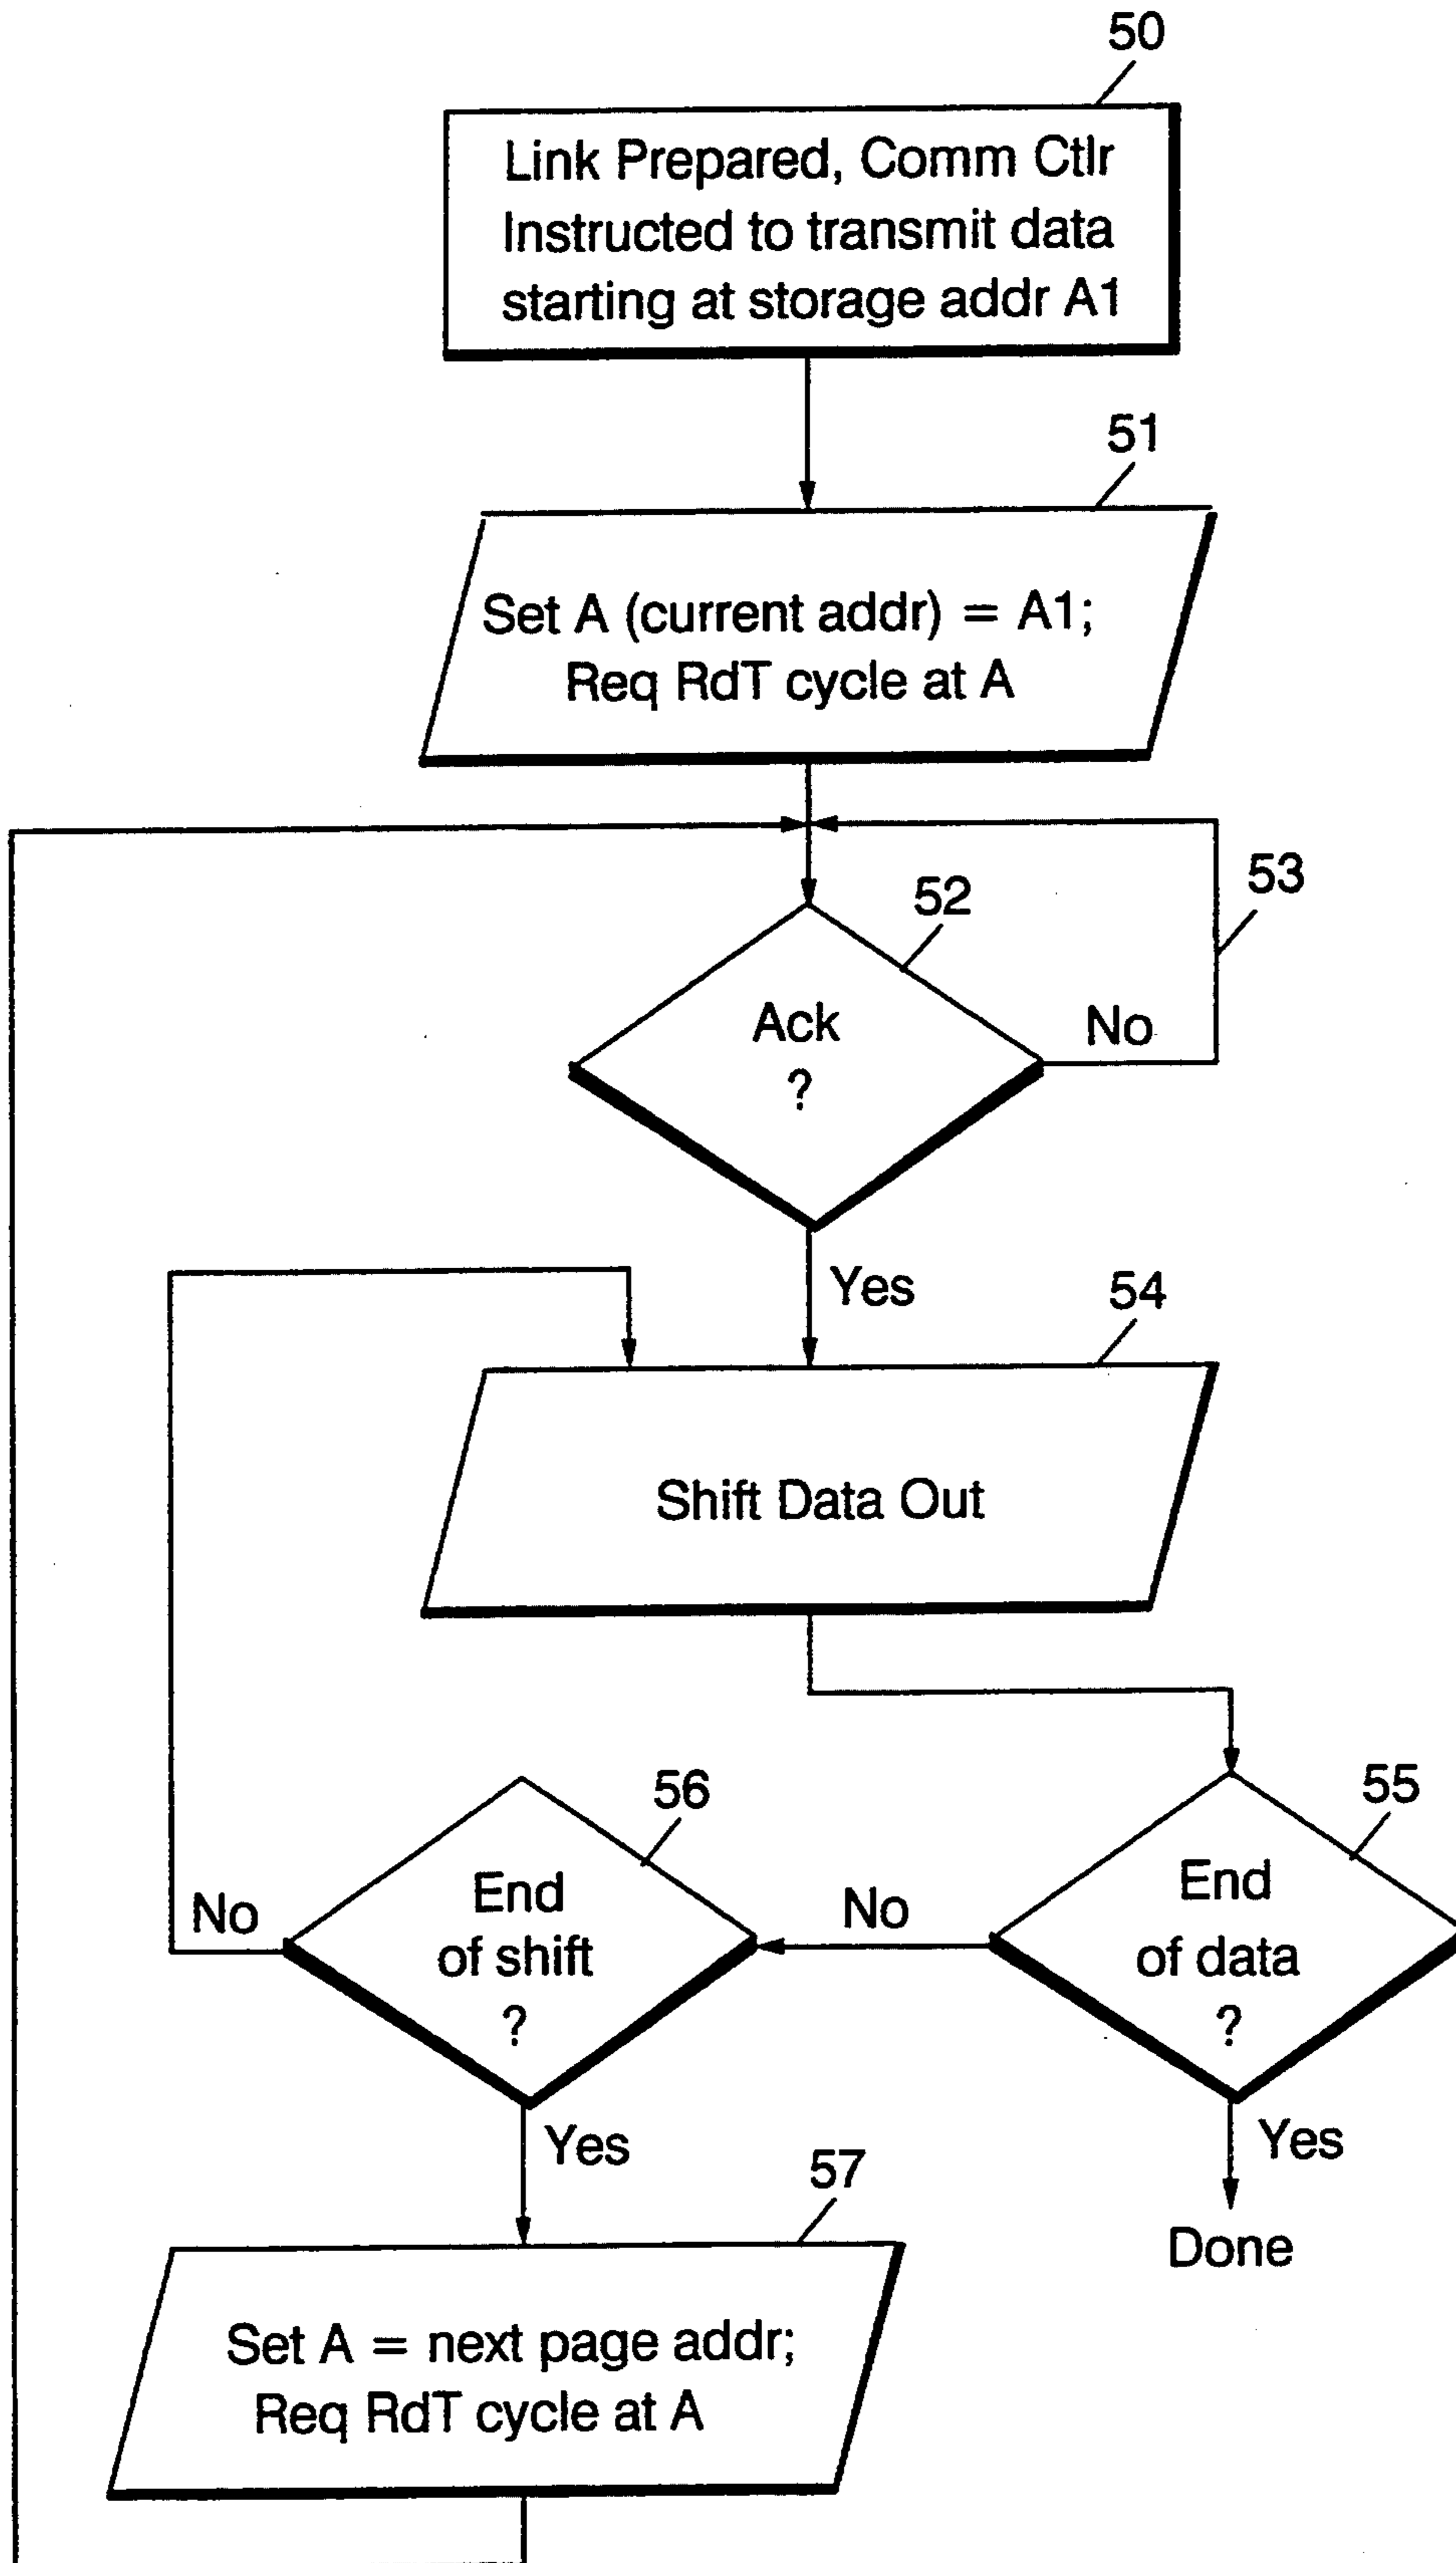 50
Link Prepared, Comm Ctlr
Instructed to transmit data
starting at storage addr A1
51
Set A (current addr) = A1;
Req RdT cycle at A
53
52
Ack
?
No
Yes
54
Shift Data Out
56
55
End
of shift
?
No
No
End
of data
?
Yes
Yes
57
Done
Set A = next page addr;
Req RdT cycle at A